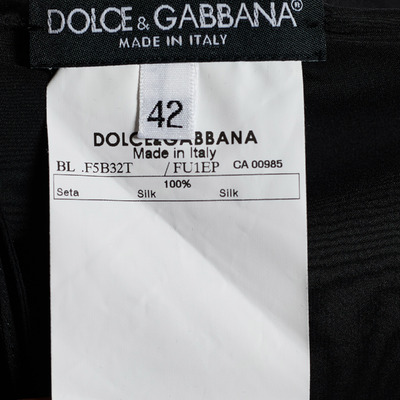 DOLCE & GABBANA®
MADE IN ITALY
42
DOLCE&GABBANA
Made in Italy
BL .F5B32T /FU1EP CA 00985
100%
Seta Silk Silk